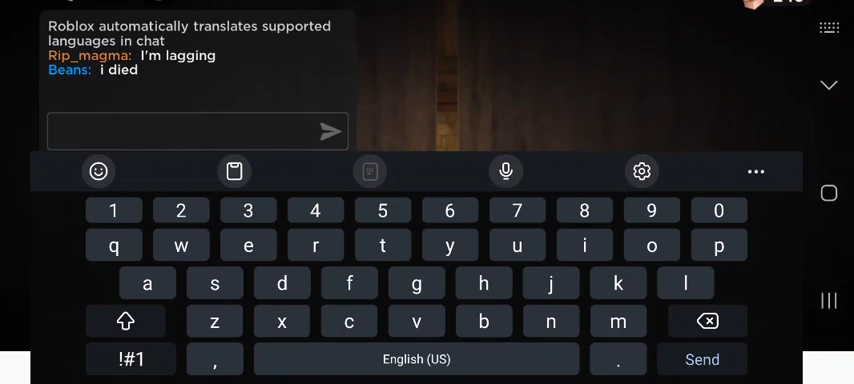 Roblox automatically translates supported
languages in chat
Rip_magma: I'm lagging
Beans: i died
1 2 3 4 5 6 7 8 9 0
q w e r t y u i o p
a s d f g h j k l
z x c v b n m
!#1 , English (US) . Send